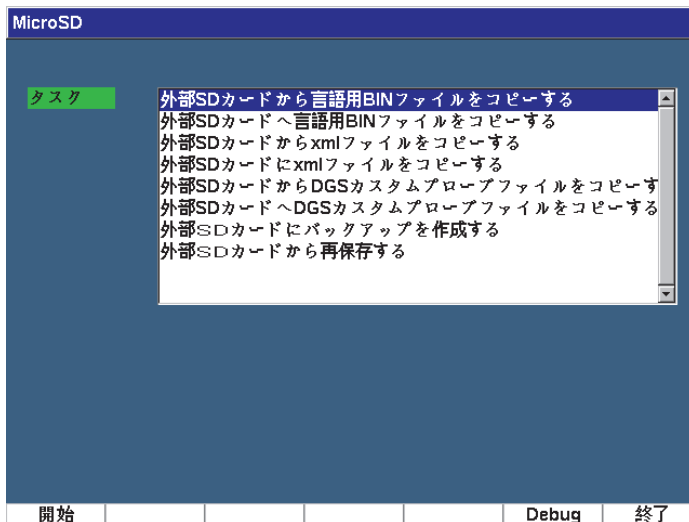 MicroSD
タスク
外部SDカードから言語用BINファイルをコピーする
外部SDカードへ言語用BINファイルをコピーする
外部SDカードからxmlファイルをコピーする
外部SDカードにxmlファイルをコピーする
外部SDカードからDGSカスタムプローブファイルをコピーす
外部SDカードへDGSカスタムプローブファイルをコピーする
外部ＳＤカードにバックアップを作成する
外部ＳＤカードから再保存する
開始 Debug 終了